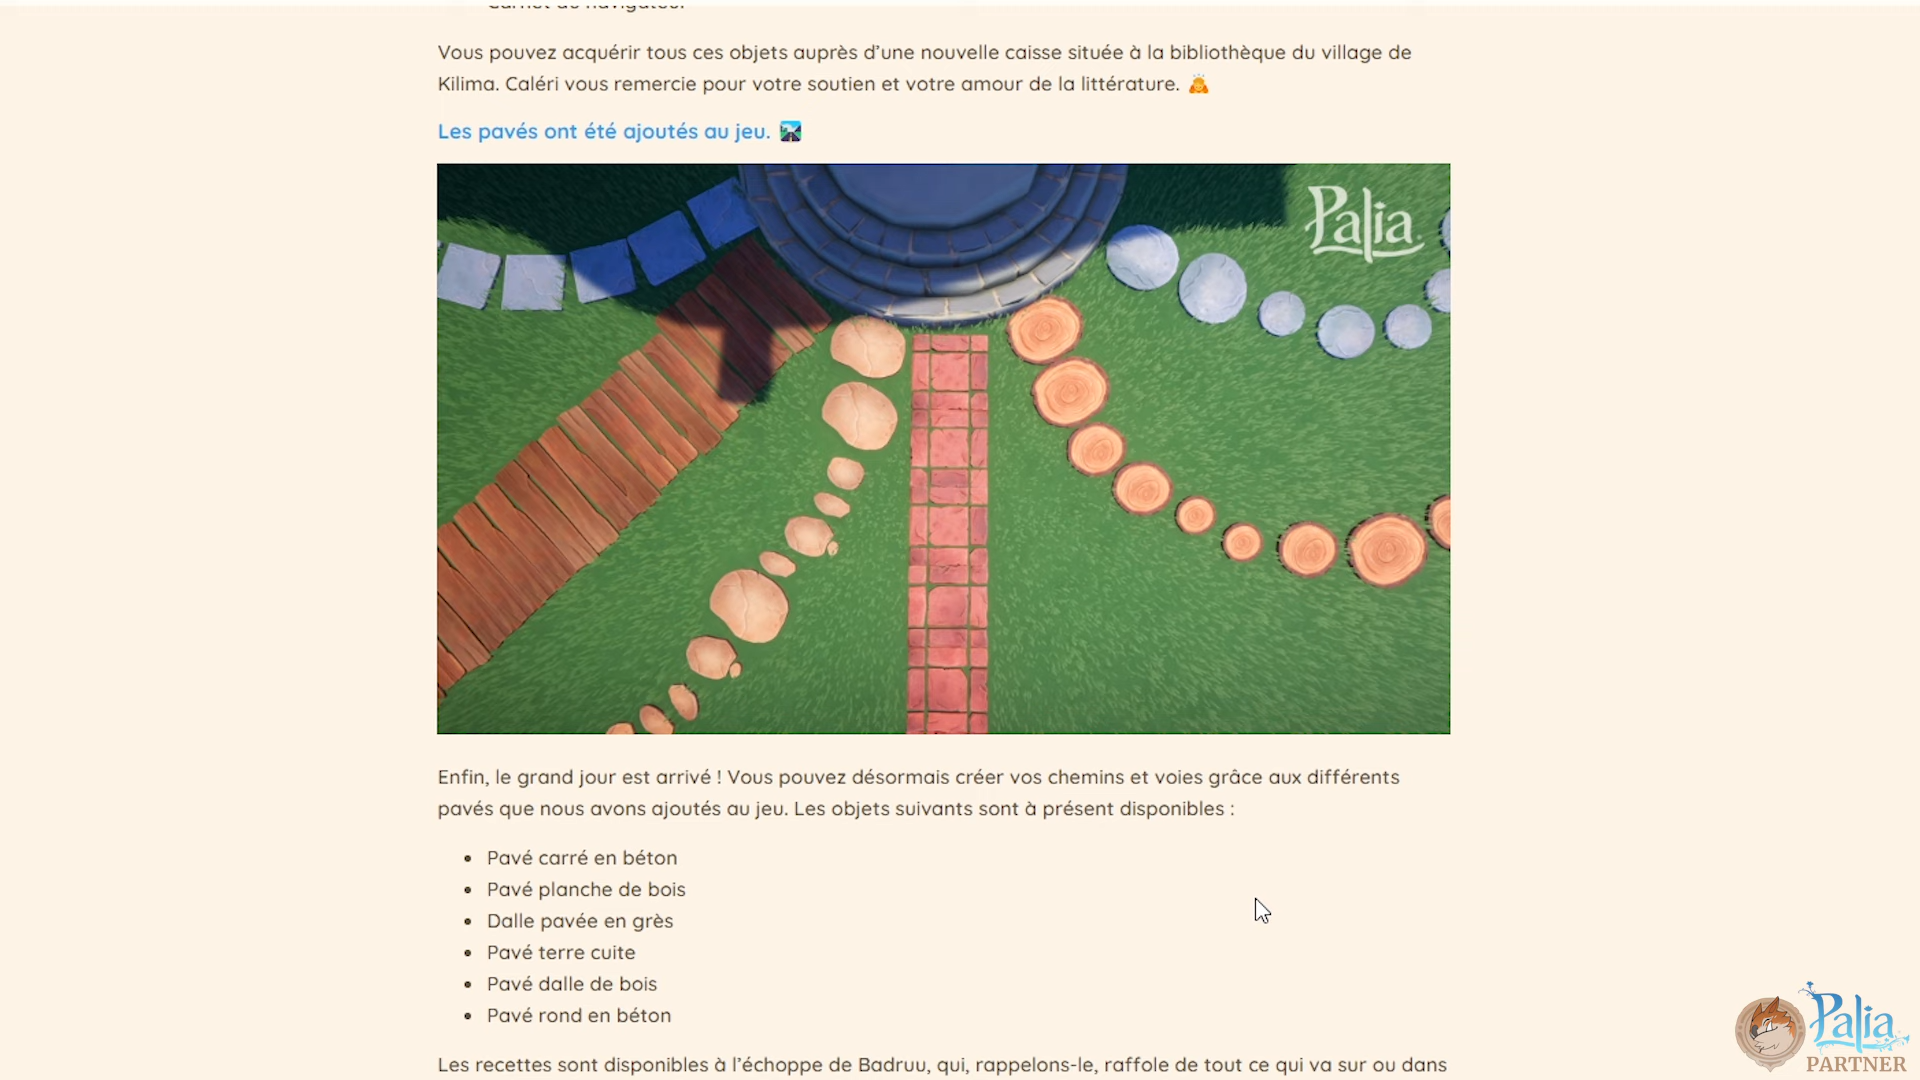 Carnet de navigateur
Vous pouvez acquérir tous ces objets auprès d’une nouvelle caisse située à la bibliothèque du village de
Kilima. Caléri vous remercie pour votre soutien et votre amour de la littérature. 🙇
Les pavés ont été ajoutés au jeu. 🛣️
Palia
Enfin, le grand jour est arrivé ! Vous pouvez désormais créer vos chemins et voies grâce aux différents
pavés que nous avons ajoutés au jeu. Les objets suivants sont à présent disponibles :
• Pavé carré en béton
• Pavé planche de bois
• Dalle pavée en grès
• Pavé terre cuite
• Pavé dalle de bois
• Pavé rond en béton
Les recettes sont disponibles à l’échoppe de Badruu, qui, rappelons-le, raffole de tout ce qui va sur ou dans
Palia
PARTNER